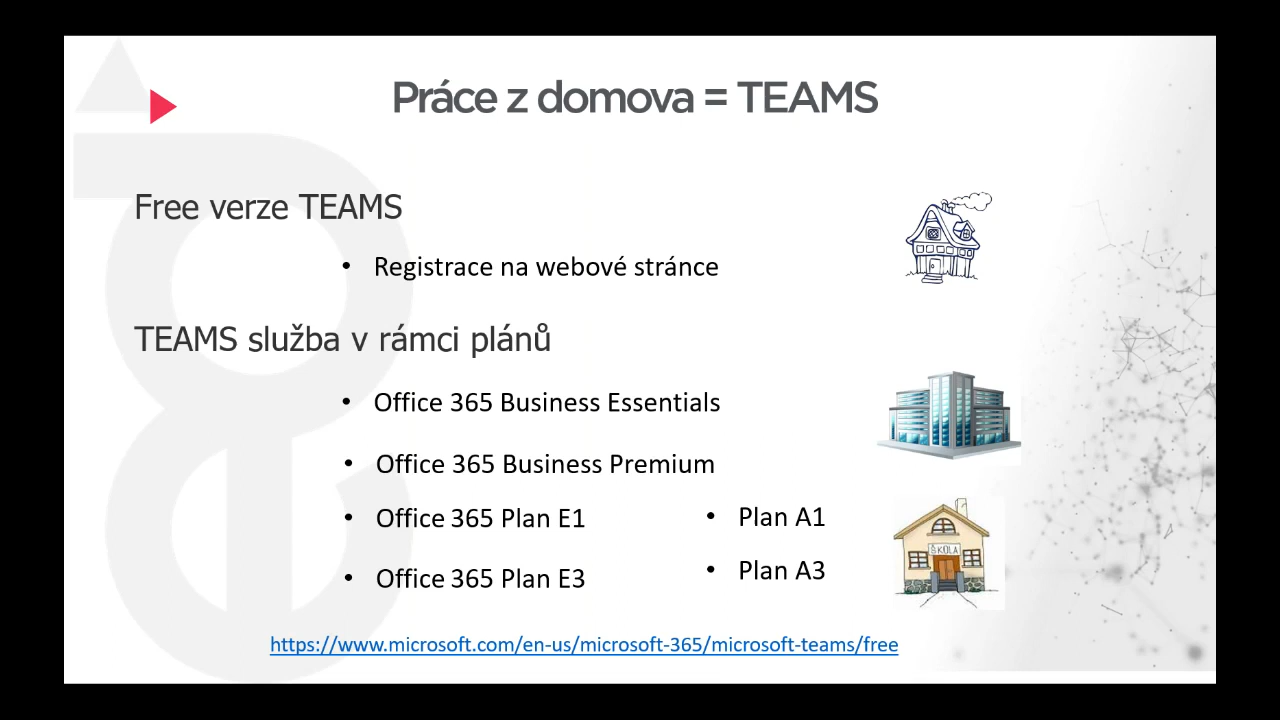 Práce z domova = TEAMS
Free verze TEAMS
• Registrace na webové stránce
TEAMS služba v rámci plánů
• Office 365 Business Essentials
• Office 365 Business Premium
• Office 365 Plan E1
• Office 365 Plan E3
• Plan A1
• Plan A3
ŠKOLA
https://www.microsoft.com/en-us/microsoft-365/microsoft-teams/free